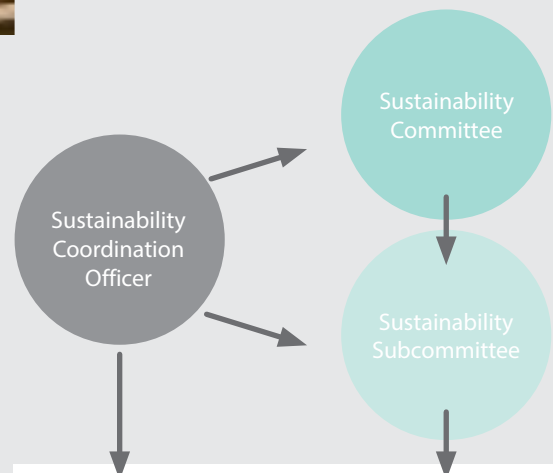 Sustainability
Committee
Sustainability
Coordination
Officer
Sustainability
Subcommittee